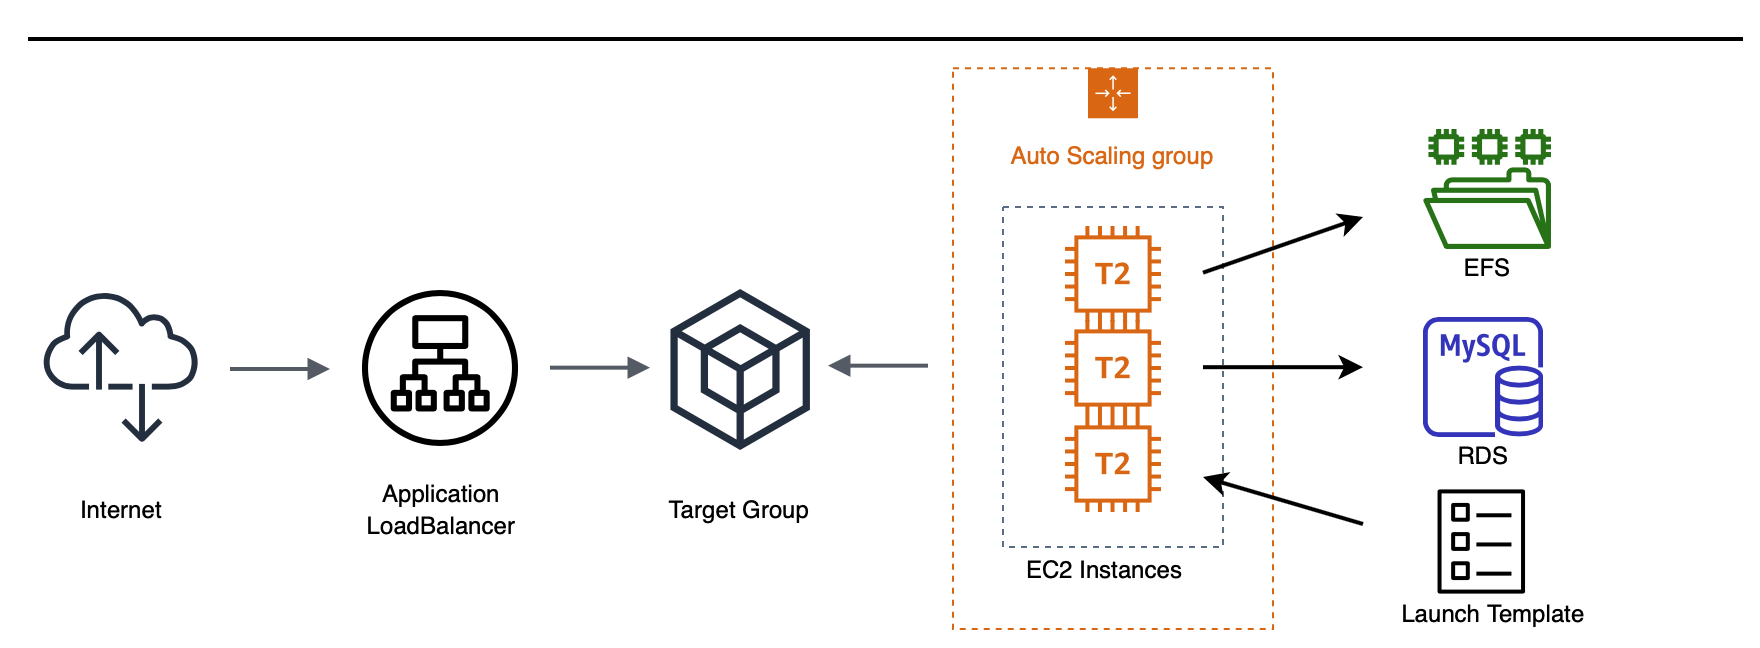 Auto Scaling group
T2
T2
T2
EC2 Instances
Internet
Application
LoadBalancer
Target Group
EFS
MySQL
RDS
Launch Template